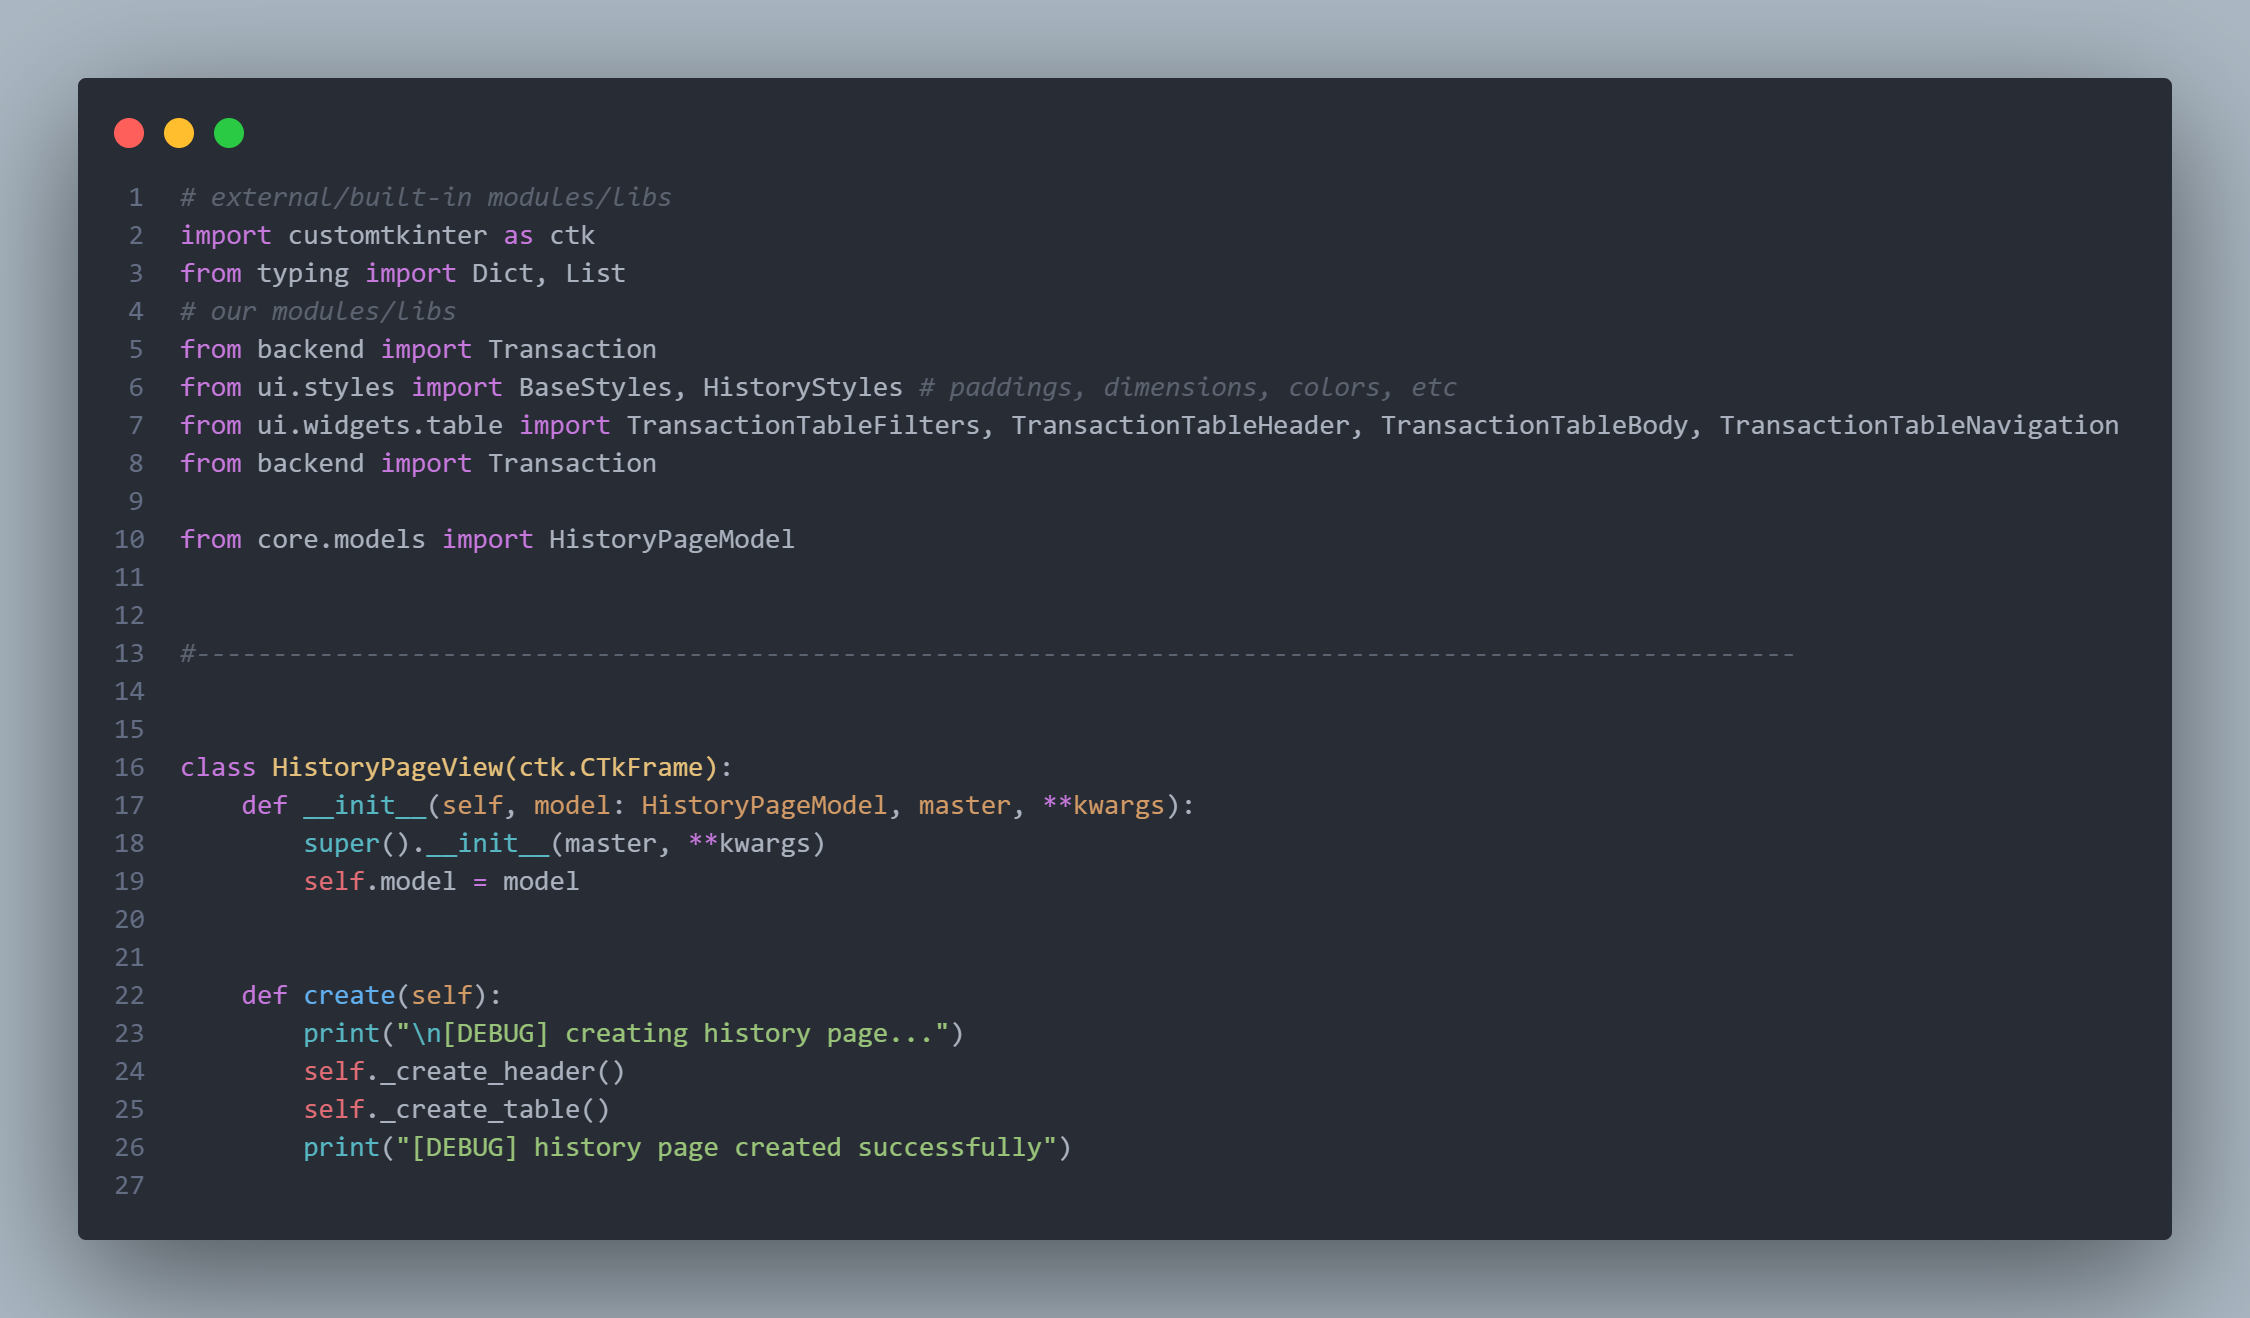 1 # external/built-in modules/libs
2 import customtkinter as ctk
3 from typing import Dict, List
4 # our modules/libs
5 from backend import Transaction
6 from ui.styles import BaseStyles, HistoryStyles # paddings, dimensions, colors, etc
7 from ui.widgets.table import TransactionTableFilters, TransactionTableHeader, TransactionTableBody, TransactionTableNavigation
8 from backend import Transaction
9
10 from core.models import HistoryPageModel
11
12
13 #--------------------------------------------------------------------------------------------------------
14
15
16 class HistoryPageView(ctk.CTkFrame):
17     def __init__(self, model: HistoryPageModel, master, **kwargs):
18         super().__init__(master, **kwargs)
19         self.model = model
20
21
22     def create(self):
23         print("\n[DEBUG] creating history page...")
24         self._create_header()
25         self._create_table()
26         print("[DEBUG] history page created successfully")
27